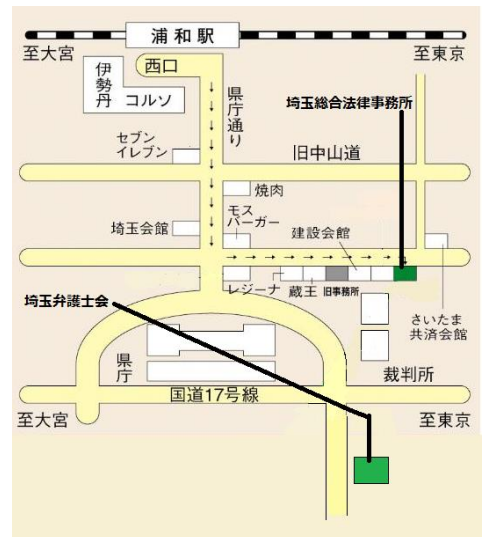 浦和駅
至大宮
至東京
西口
伊勢丹
コルソ
県庁通り
埼玉総合法律事務所
セブン
イレブン
旧中山道
焼肉
モス
バーガー
埼玉会館
建設会館
レジーナ
蔵王
旧事務所
埼玉弁護士会
さいたま
共済会館
県庁
裁判所
国道17号線
至大宮
至東京